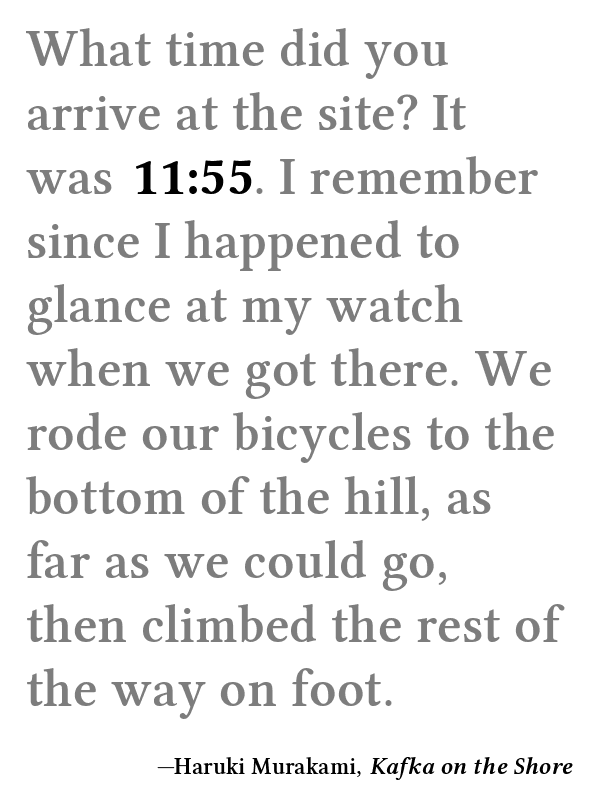 What time did you
arrive at the site? It
was 11:55. I remember
since I happened to
glance at my watch
when we got there. We
rode our bicycles to the
bottom of the hill, as
far as we could go,
then climbed the rest of
the way on foot.
—Haruki Murakami, Kafka on the Shore